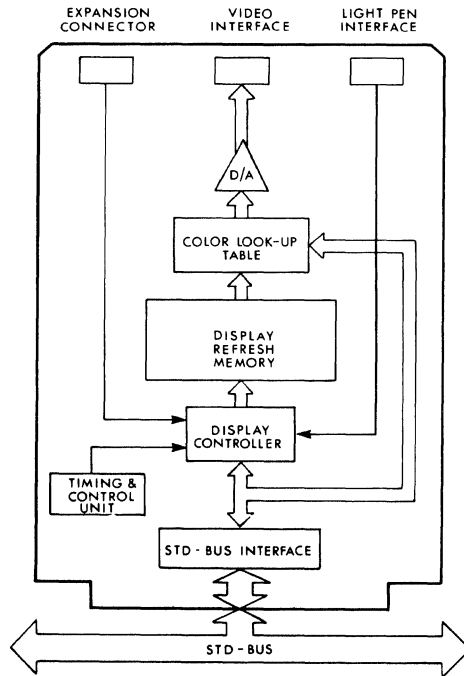 EXPANSION
CONNECTOR
VIDEO
INTERFACE
LIGHT PEN
INTERFACE
D/A
COLOR LOOK-UP
TABLE
DISPLAY
REFRESH
MEMORY
DISPLAY
CONTROLLER
TIMING &
CONTROL
UNIT
STD-BUS INTERFACE
STD-BUS